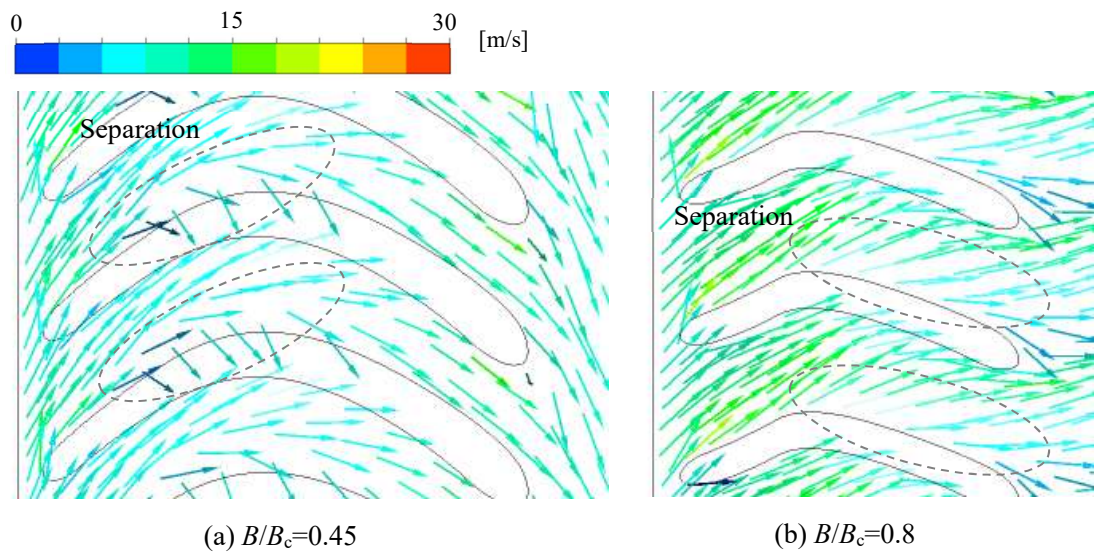 0 15 30 [m/s]
Separation
Separation
(a) B/Bc=0.45
(b) B/Bc=0.8